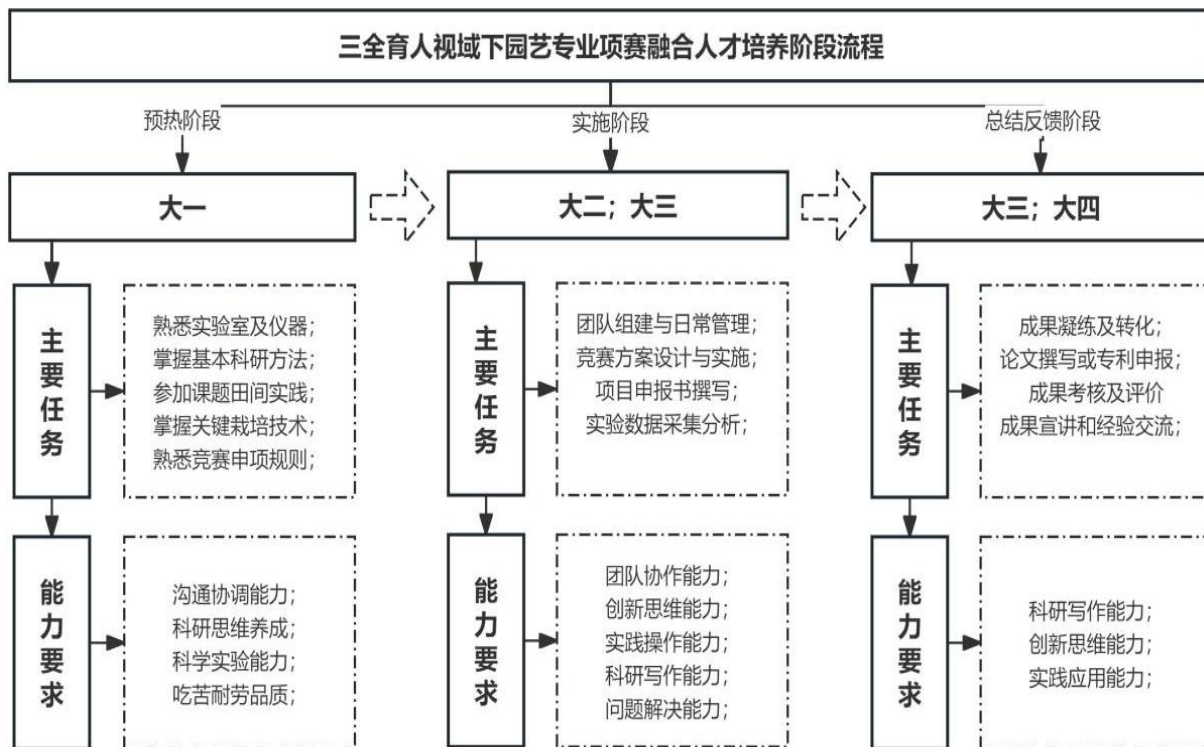 三全育人视域下园艺专业项赛融合人才培养阶段流程
预热阶段
实施阶段
总结反馈阶段
大一
大二；大三
大三；大四
主要任务
熟悉实验室及仪器；
掌握基本科研方法；
参加课题田间实践；
掌握关键栽培技术；
熟悉竞赛申项规则；
主要任务
团队组建与日常管理；
竞赛方案设计与实施；
项目申报书撰写；
实验数据采集分析；
主要任务
成果凝练及转化；
论文撰写或专利申报；
成果考核及评价
成果宣讲和经验交流；
能力要求
沟通协调能力；
科研思维养成；
科学实验能力；
吃苦耐劳品质；
能力要求
团队协作能力；
创新思维能力；
实践操作能力；
科研写作能力；
问题解决能力；
能力要求
科研写作能力；
创新思维能力；
实践应用能力；